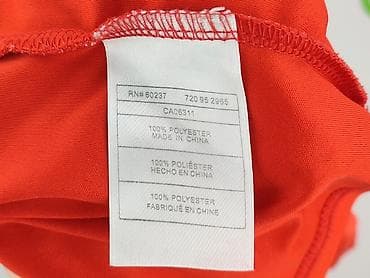 RN# 60237 720 95 2965
CA06311
100% POLYESTER
MADE IN CHINA
100% POLIÉSTER
HECHO EN CHINA
100% POLYESTER
FABRIQUÉ EN CHINE